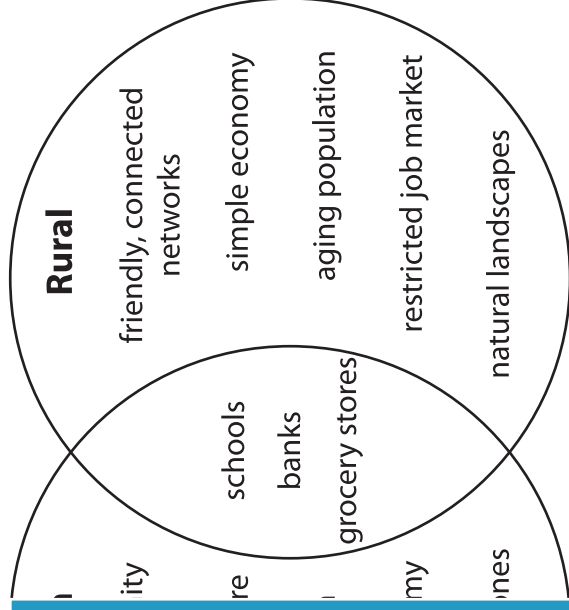 Rural
friendly, connected
networks
simple economy
aging population
restricted job market
natural landscapes
schools
banks
grocery stores